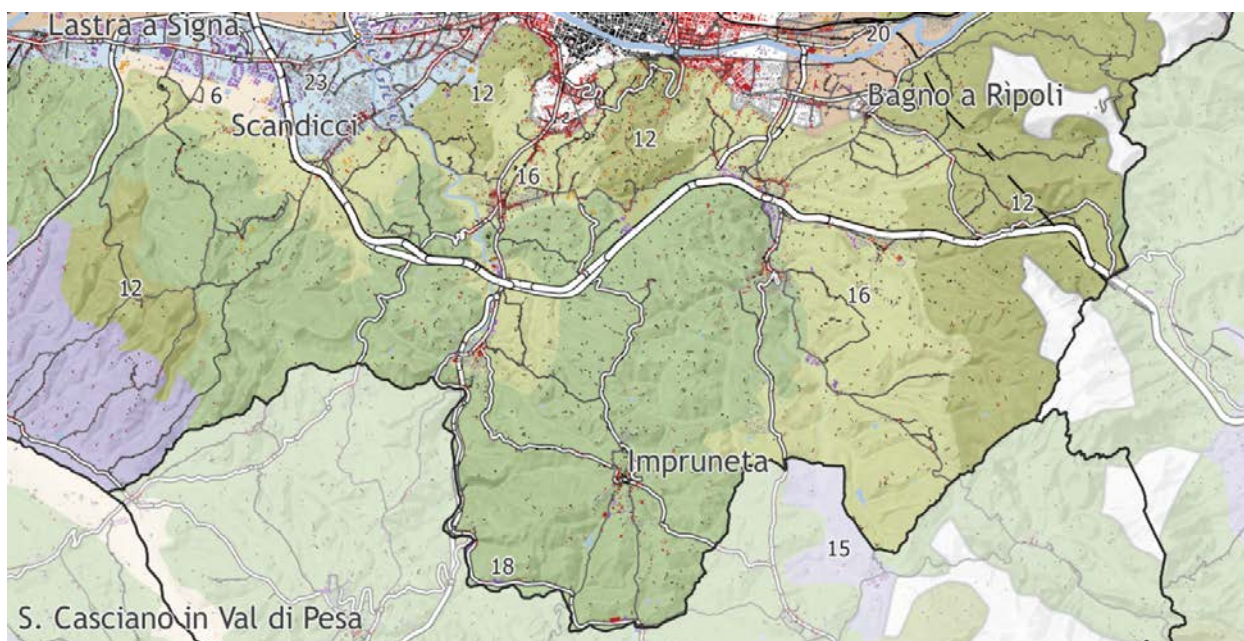 Lastra a Signa
20
6
23
12
Bagno a Ripoli
Scandicci
12
16
12
12
16
Impruneta
15
18
S. Casciano in Val di Pesa